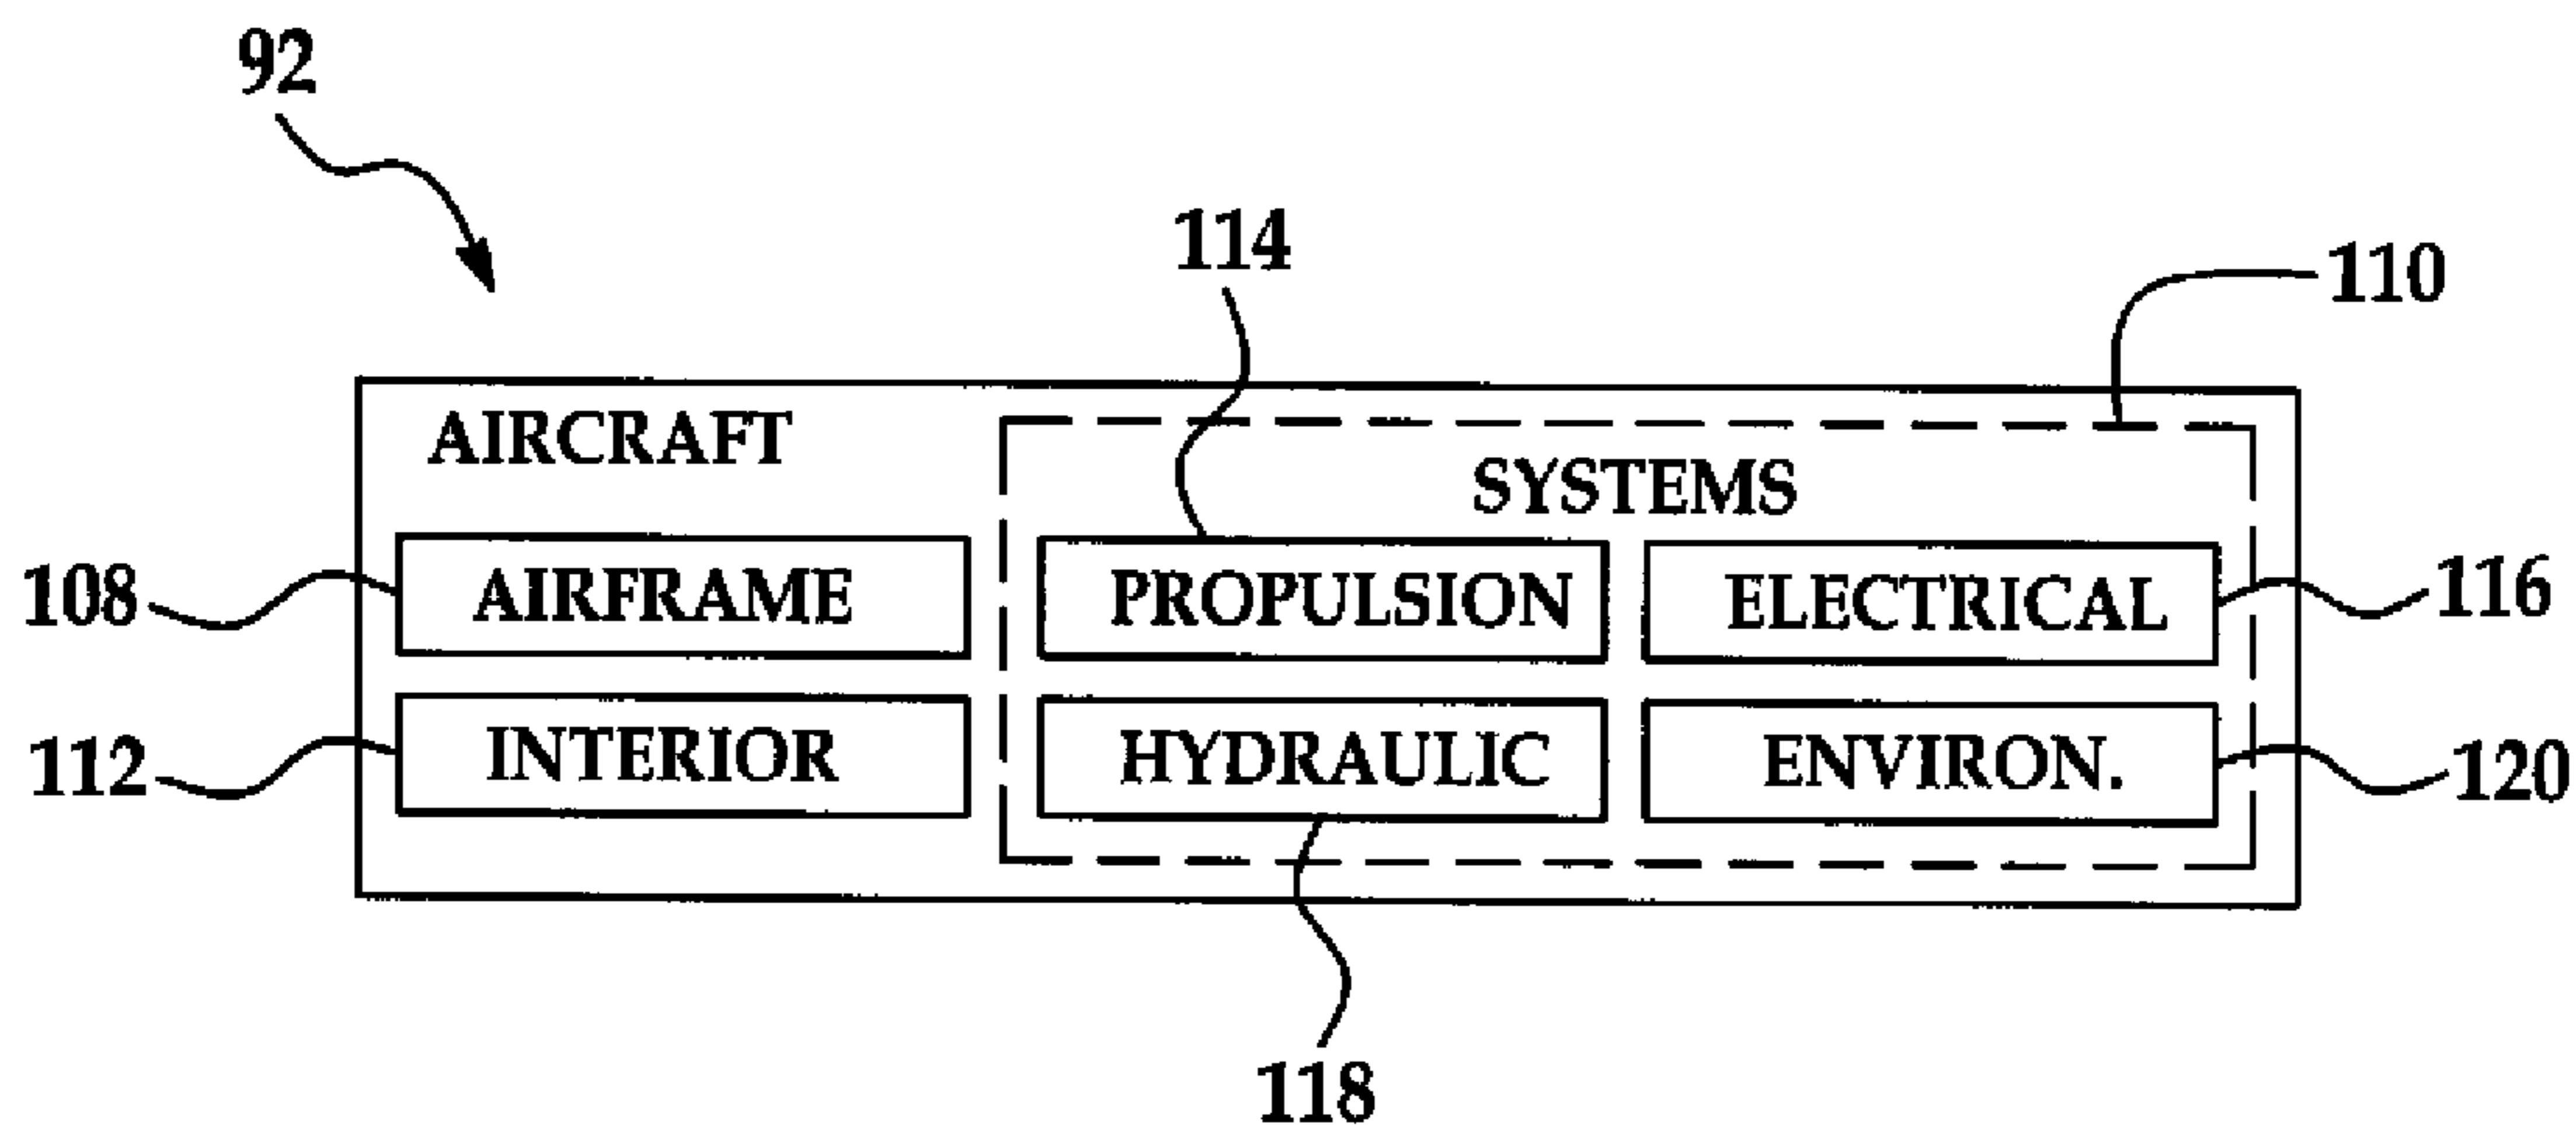 92
114
110
AIRCRAFT
SYSTEMS
108
AIRFRAME
PROPULSION
ELECTRICAL
116
112
INTERIOR
HYDRAULIC
ENVIRON.
120
118